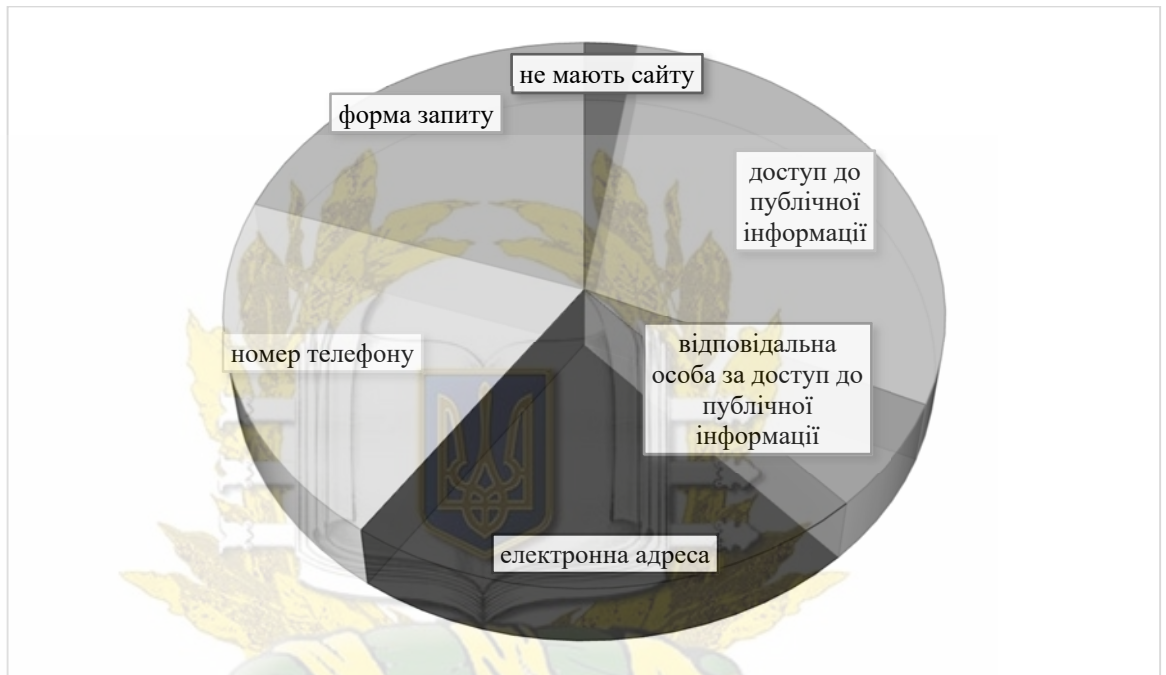 не мають сайту
форма запиту
доступ до
публічної
інформації
відповідальна
особа за доступ до
публічної
інформації
номер телефону
електронна адреса